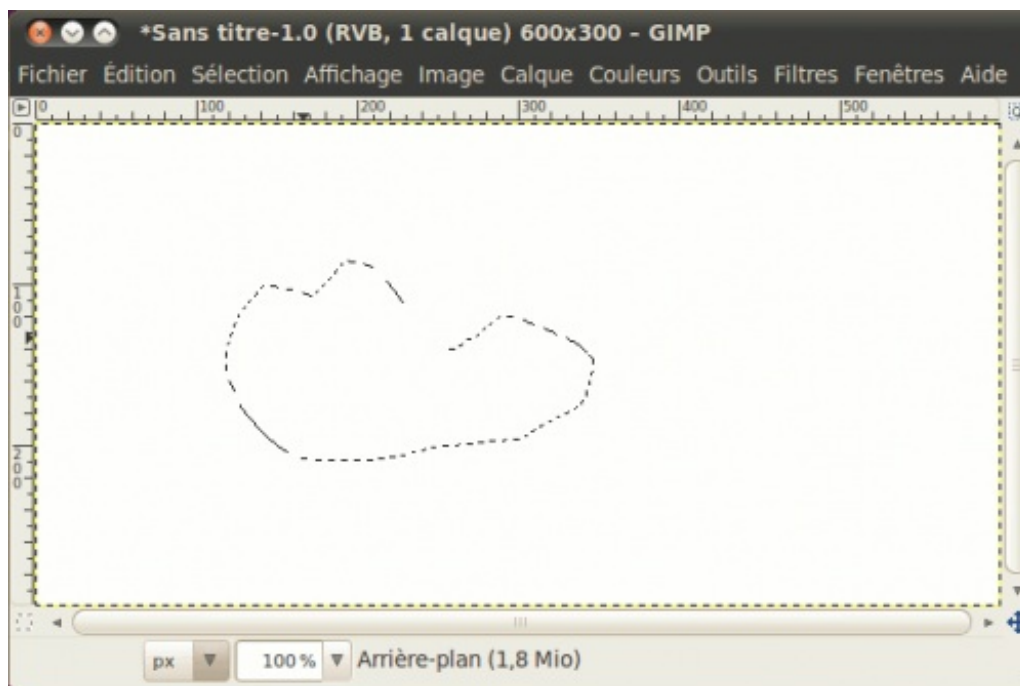 *Sans titre-1.0 (RVB, 1 calque) 600x300 – GIMP
Fichier Édition Sélection Affichage Image Calque Couleurs Outils Filtres Fenêtres Aide
0 100 200 300 400 500
0
100
200
px 100 % Arrière-plan (1,8 Mio)